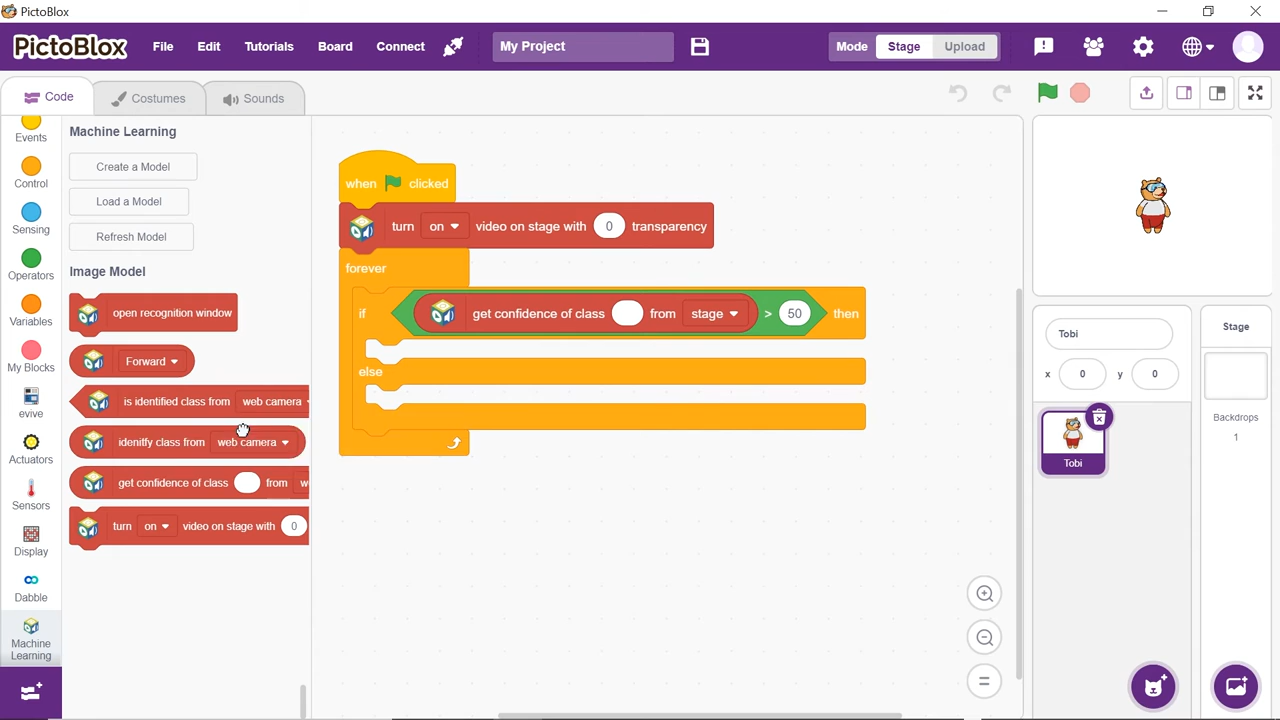 PictoBlox
PictoBlox File Edit Tutorials Board Connect My Project Mode Stage Upload
Code Costumes Sounds
Events
Control
Sensing
Operators
Variables
My Blocks
evive
Actuators
Sensors
Display
Dabble
Machine
Learning
Machine Learning
Create a Model
Load a Model
Refresh Model
Image Model
open recognition window
Forward
is identified class from web camera
idenitfy class from web camera
get confidence of class from w
turn on video on stage with 0
when clicked
turn on video on stage with 0 transparency
forever
if get confidence of class from stage > 50 then
else
Tobi
x 0 y 0
Tobi
Stage
Backdrops
1